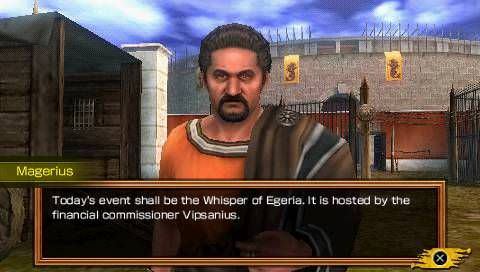 Magerius
Today's event shall be the Whisper of Egeria. It is hosted by the
financial commissioner Vipsanius.